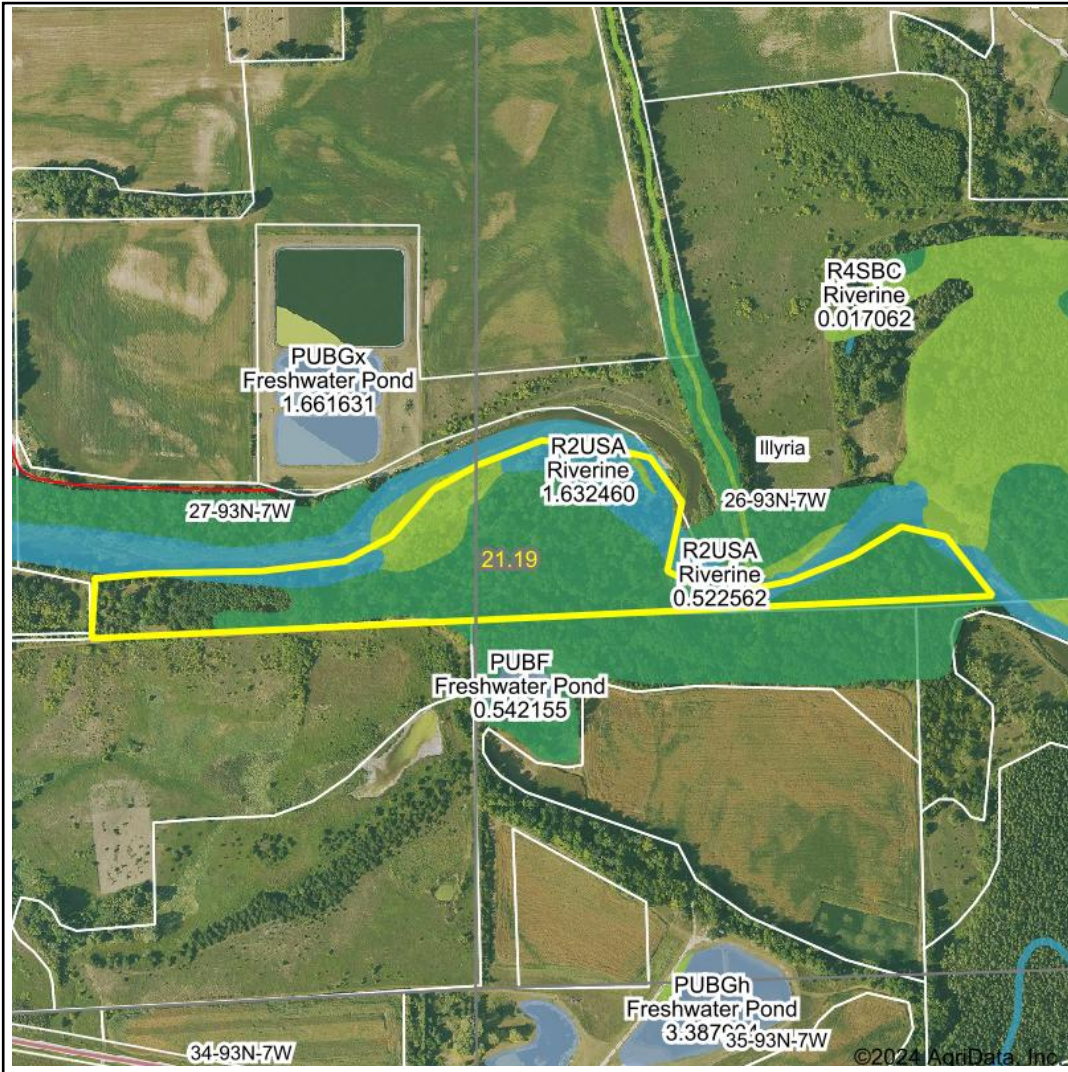 R4SBC
Riverine
0.017062
PUBGx
Freshwater Pond
1.661631
R2USA
Riverine
1.632460
Illyria
27-93N-7W
26-93N-7W
21.19
R2USA
Riverine
0.522562
PUBF
Freshwater Pond
0.542155
PUBGh
Freshwater Pond
35-93N-7W
34-93N-7W
©2024 AgriData, Inc.